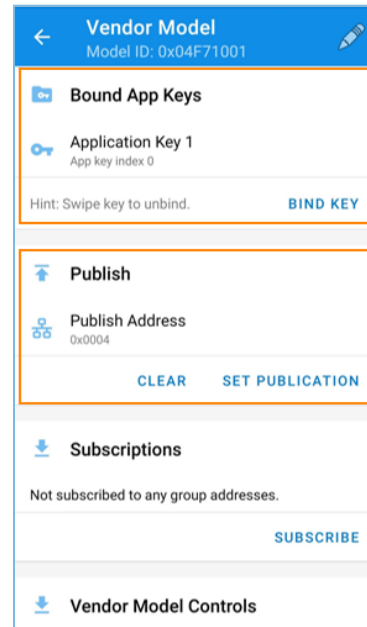 Vendor Model
Model ID: 0x04F71001
Bound App Keys
Application Key 1
App key index 0
Hint: Swipe key to unbind.
BIND KEY
Publish
Publish Address
0x0004
CLEAR SET PUBLICATION
Subscriptions
Not subscribed to any group addresses.
SUBSCRIBE
Vendor Model Controls